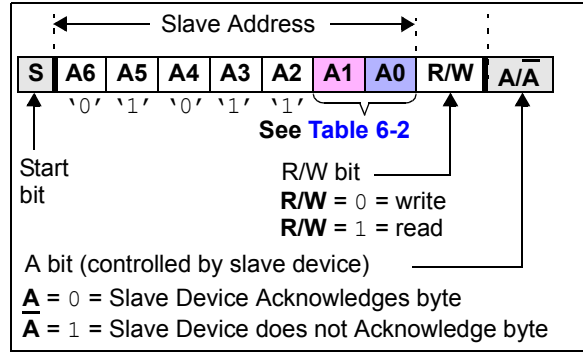 Slave Address
S A6 A5 A4 A3 A2 A1 A0 R/W A/A̅
‘0’ ‘1’ ‘0’ ‘1’ ‘1’
See Table 6-2
Start
bit
R/W bit
R/W = 0 = write
R/W = 1 = read
A bit (controlled by slave device)
A = 0 = Slave Device Acknowledges byte
A̅ = 1 = Slave Device does not Acknowledge byte